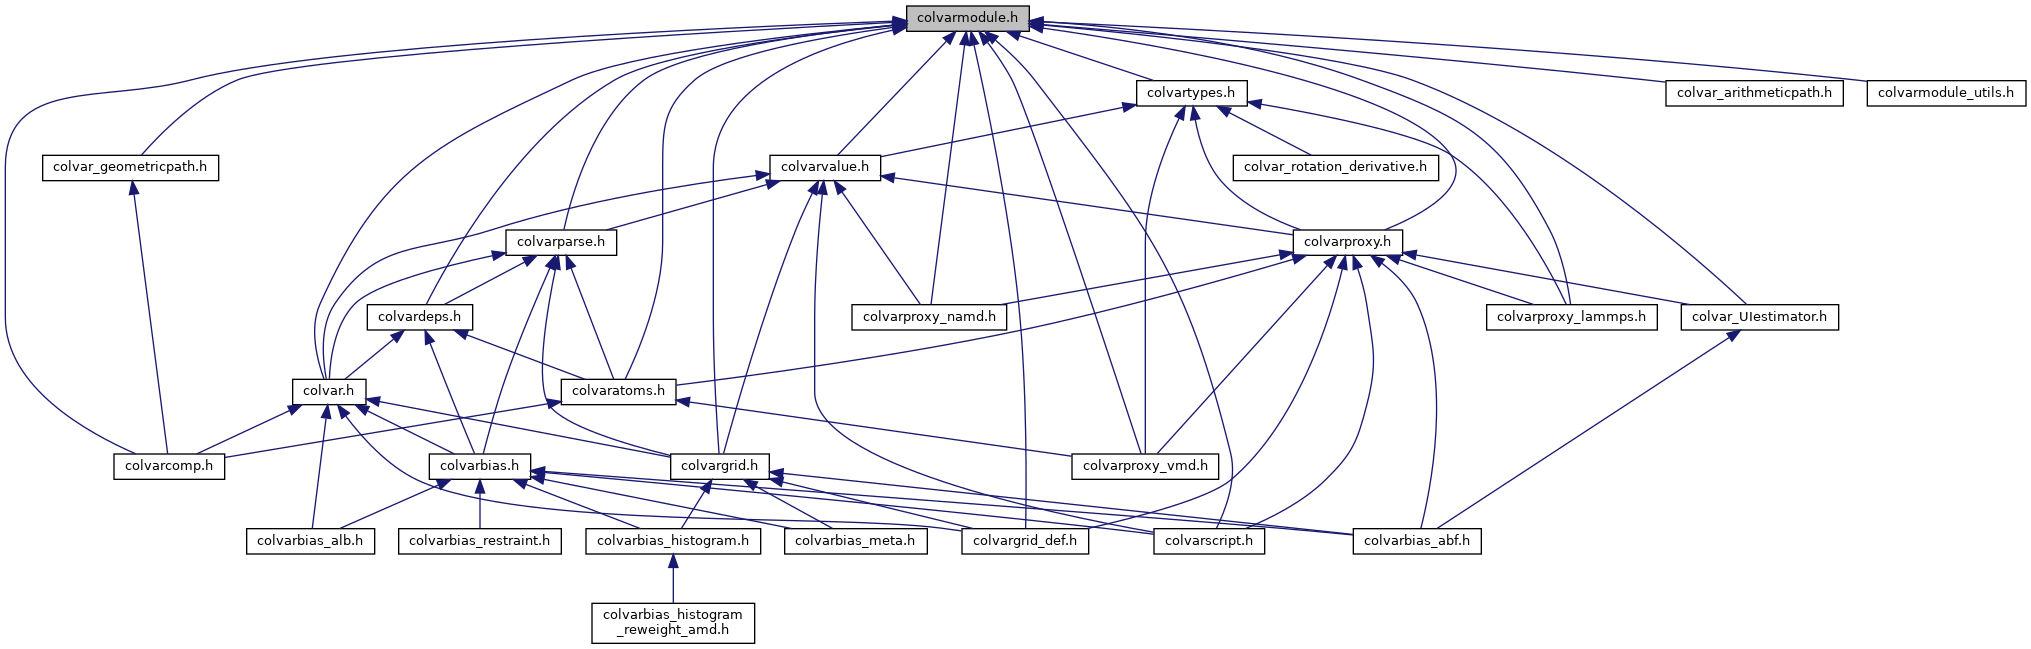 colvarmodule.h
colvartypes.h
colvar_arithmeticpath.h
colvarmodule_utils.h
colvar_geometricpath.h
colvarvalue.h
colvar_rotation_derivative.h
colvarparse.h
colvarproxy.h
colvardeps.h
colvarproxy_namd.h
colvarproxy_lammps.h
colvar_UIestimator.h
colvar.h
colvaratoms.h
colvarcomp.h
colvarbias.h
colvargrid.h
colvarproxy_vmd.h
colvarbias_alb.h
colvarbias_restraint.h
colvarbias_histogram.h
colvarbias_meta.h
colvargrid_def.h
colvarscript.h
colvarbias_abf.h
colvarbias_histogram
_reweight_amd.h